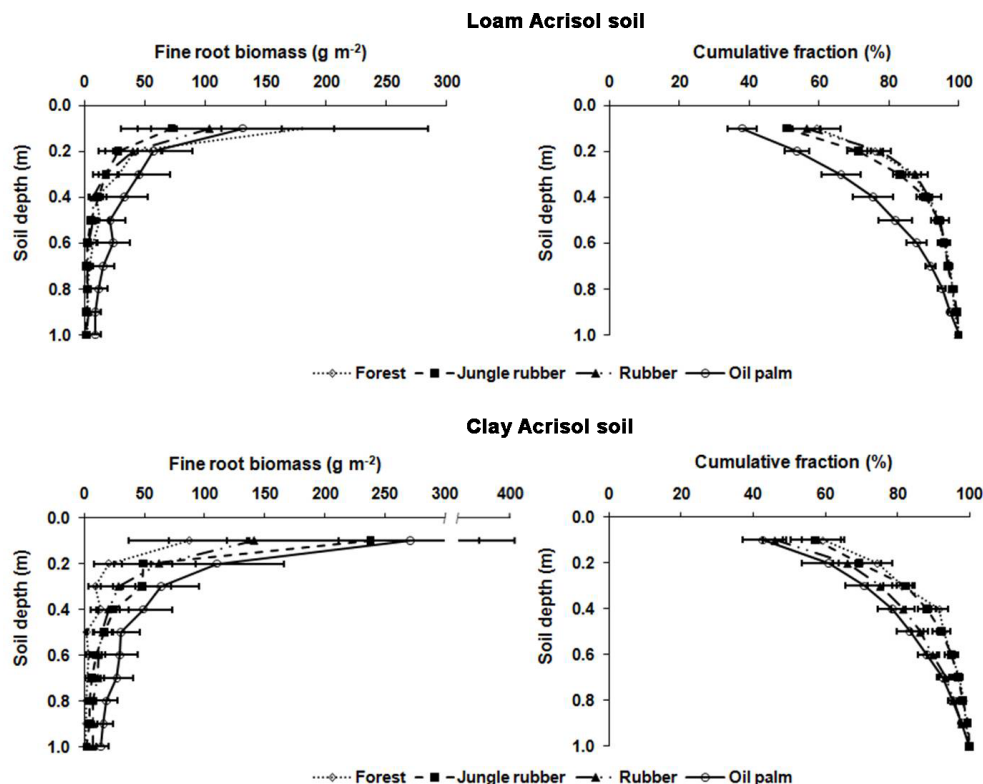 Loam Acrisol soil
Fine root biomass (g m-2)
0 50 100 150 200 250 300
0.0
0.2
0.4
0.6
0.8
1.0
Soil depth (m)
Cumulative fraction (%)
0 20 40 60 80 100
0.0
0.2
0.4
0.6
0.8
1.0
Soil depth (m)
Forest Jungle rubber Rubber Oil palm
Clay Acrisol soil
Fine root biomass (g m-2)
0 50 100 150 200 250 300 400
0.0
0.2
0.4
0.6
0.8
1.0
Soil depth (m)
Cumulative fraction (%)
0 20 40 60 80 100
0.0
0.2
0.4
0.6
0.8
1.0
Soil depth (m)
Forest Jungle rubber Rubber Oil palm